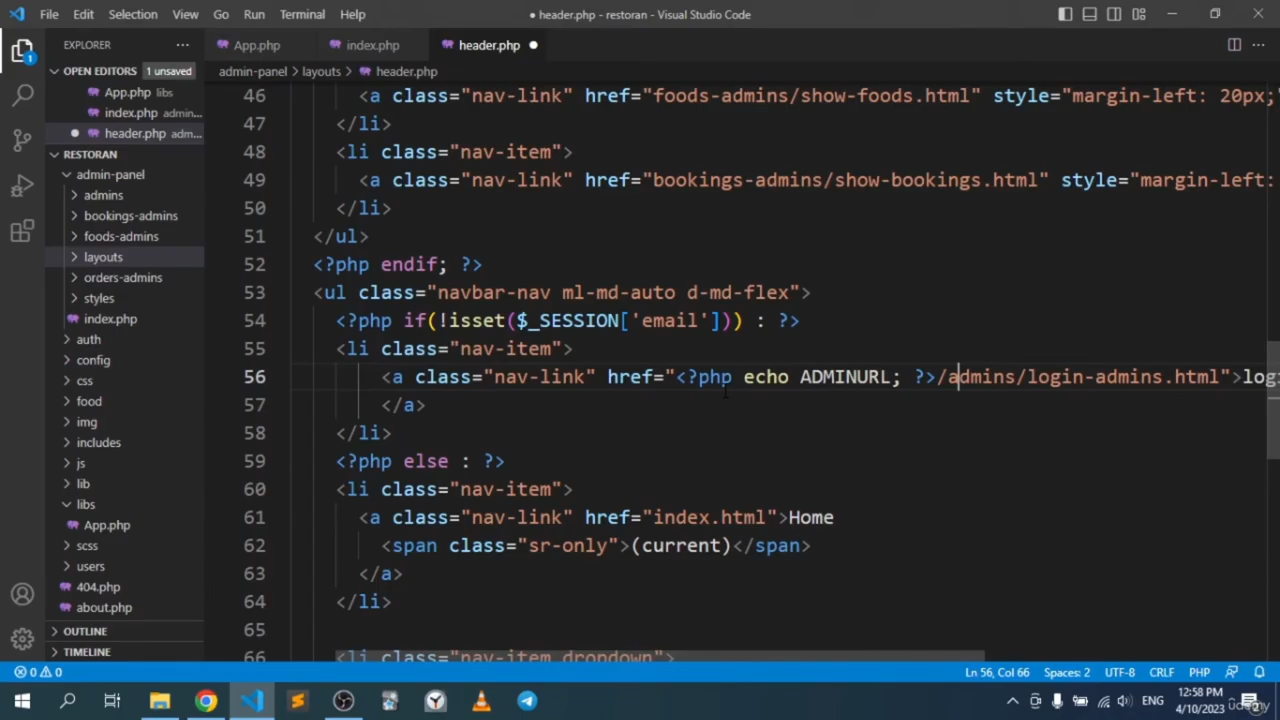 File Edit Selection View Go Run Terminal Help
● header.php - restoran - Visual Studio Code
EXPLORER
OPEN EDITORS 1 unsaved
App.php libs
index.php admin...
header.php adm...
RESTORAN
admin-panel
admins
bookings-admins
foods-admins
layouts
orders-admins
styles
index.php
auth
config
css
food
img
includes
js
lib
libs
App.php
scss
users
404.php
about.php
OUTLINE
TIMELINE
App.php index.php header.php
admin-panel > layouts > header.php
46 <a class="nav-link" href="foods-admins/show-foods.html" style="margin-left: 20px;"
47 </li>
48 <li class="nav-item">
49 <a class="nav-link" href="bookings-admins/show-bookings.html" style="margin-left:
50 </li>
51 </ul>
52 <?php endif; ?>
53 <ul class="navbar-nav ml-md-auto d-md-flex">
54 <?php if(!isset($_SESSION['email'])) : ?>
55 <li class="nav-item">
56 <a class="nav-link" href="<?php echo ADMINURL; ?>/admins/login-admins.html">logi
57 </a>
58 </li>
59 <?php else : ?>
60 <li class="nav-item">
61 <a class="nav-link" href="index.html">Home
62 <span class="sr-only">(current)</span>
63 </a>
64 </li>
65
66 <li class="nav-item dropdown">
0 0 Ln 56, Col 66 Spaces: 2 UTF-8 CRLF PHP
ENG 12:58 PM
4/10/2023
udemy